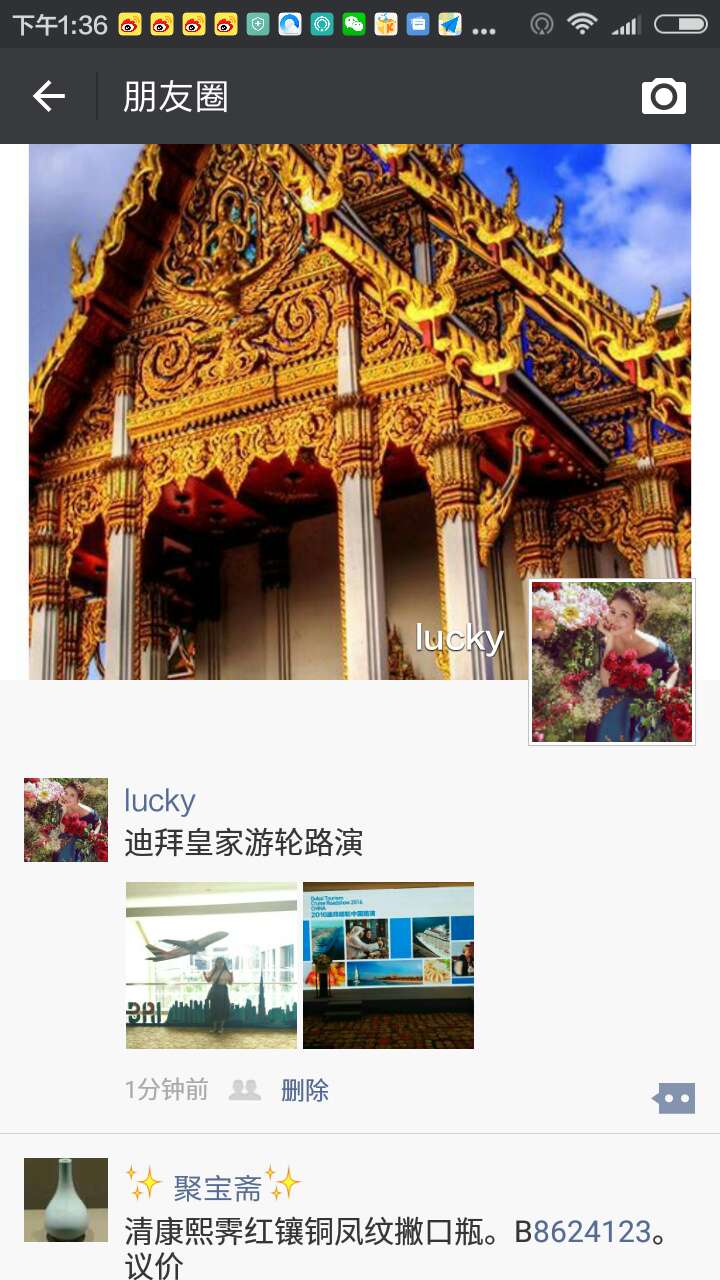 下午1:36
朋友圈
lucky
lucky
迪拜皇家游轮路演
Dubai Tourism
Cruise Roadshow 2016
CHINA
2016迪拜邮轮中国路演
1分钟前
删除
✨聚宝斋✨
清康熙霁红镶铜凤纹撇口瓶。B8624123。
议价